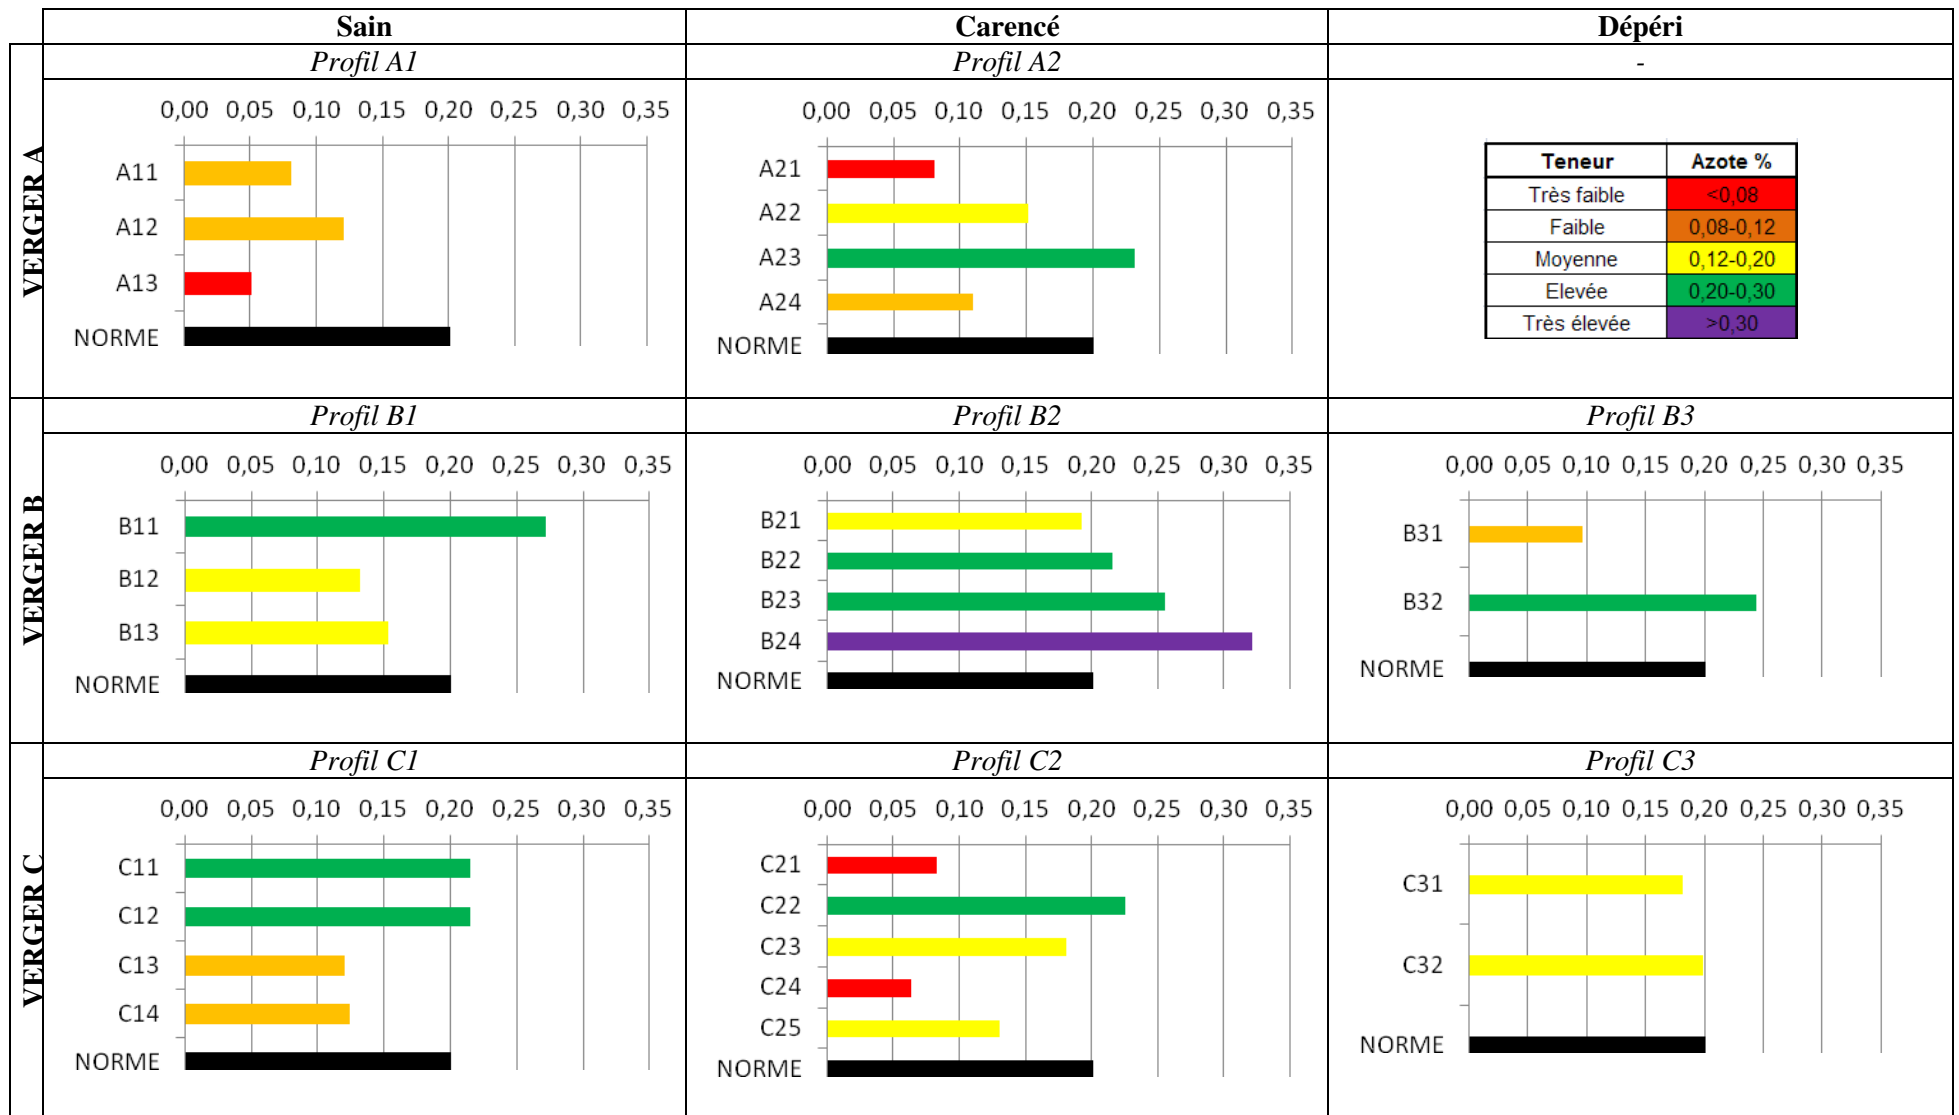 Sain Carencé Dépéri
VERGER A
Profil A1 Profil A2 -
0,00 0,05 0,10 0,15 0,20 0,25 0,30 0,35
A11
A12
A13
NORME
0,00 0,05 0,10 0,15 0,20 0,25 0,30 0,35
A21
A22
A23
A24
NORME
Teneur Azote %
Très faible <0,08
Faible 0,08-0,12
Moyenne 0,12-0,20
Elevée 0,20-0,30
Très élevée >0,30
VERGER B
Profil B1 Profil B2 Profil B3
0,00 0,05 0,10 0,15 0,20 0,25 0,30 0,35
B11
B12
B13
NORME
0,00 0,05 0,10 0,15 0,20 0,25 0,30 0,35
B21
B22
B23
B24
NORME
0,00 0,05 0,10 0,15 0,20 0,25 0,30 0,35
B31
B32
NORME
VERGER C
Profil C1 Profil C2 Profil C3
0,00 0,05 0,10 0,15 0,20 0,25 0,30 0,35
C11
C12
C13
C14
NORME
0,00 0,05 0,10 0,15 0,20 0,25 0,30 0,35
C21
C22
C23
C24
C25
NORME
0,00 0,05 0,10 0,15 0,20 0,25 0,30 0,35
C31
C32
NORME